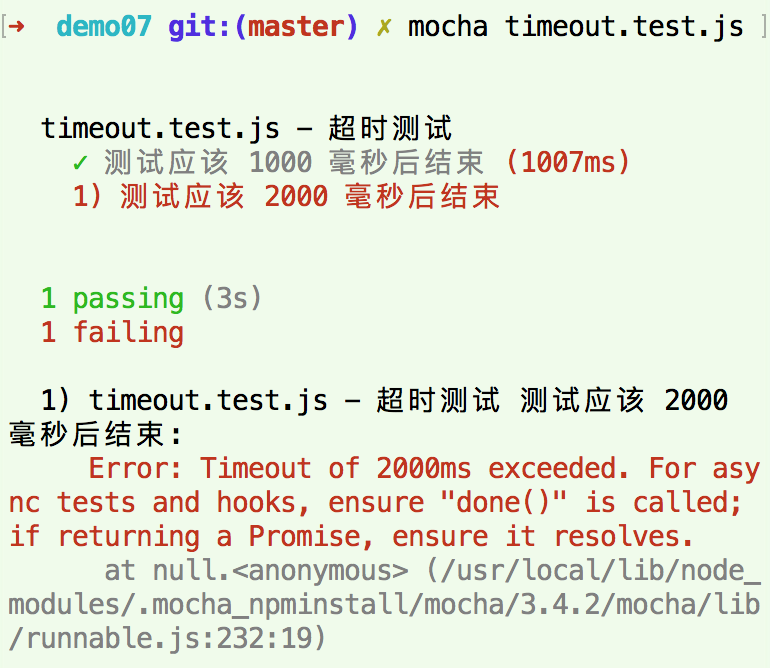 [➜  demo07 git:(master) ✗ mocha timeout.test.js ]
timeout.test.js - 超时测试
✓ 测试应该 1000 毫秒后结束 (1007ms)
1) 测试应该 2000 毫秒后结束
1 passing (3s)
1 failing
1) timeout.test.js - 超时测试 测试应该 2000
毫秒后结束:
Error: Timeout of 2000ms exceeded. For asy
nc tests and hooks, ensure "done()" is called;
if returning a Promise, ensure it resolves.
at null.<anonymous> (/usr/local/lib/node_
modules/.mocha_npminstall/mocha/3.4.2/mocha/lib
/runnable.js:232:19)